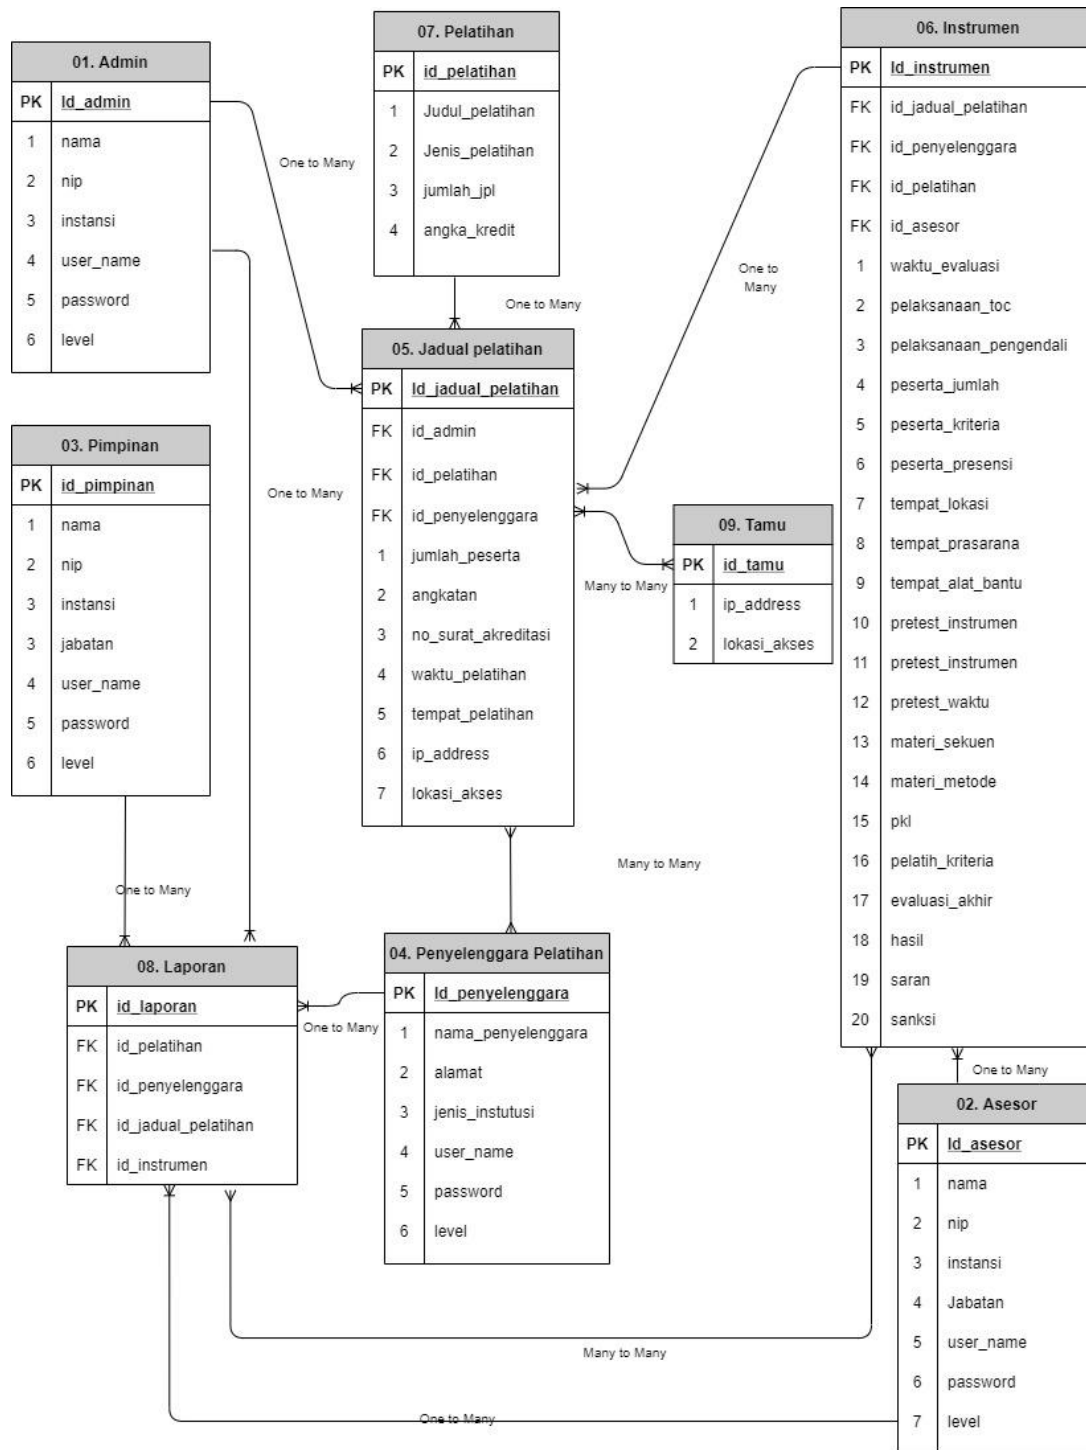 01. Admin
PK Id_admin
1 nama
2 nip
3 instansi
4 user_name
5 password
6 level
One to Many
07. Pelatihan
PK id_pelatihan
1 Judul_pelatihan
2 Jenis_pelatihan
3 jumlah_jpl
4 angka_kredit
One to Many
06. Instrumen
PK Id_instrumen
FK id_jadual_pelatihan
FK id_penyelenggara
FK id_pelatihan
FK id_asesor
1 waktu_evaluasi
2 pelaksanaan_toc
3 pelaksanaan_pengendali
4 peserta_jumlah
5 peserta_kriteria
6 peserta_presensi
7 tempat_lokasi
8 tempat_prasarana
9 tempat_alat_bantu
10 pretest_instrumen
11 pretest_instrumen
12 pretest_waktu
13 materi_sekuen
14 materi_metode
15 pkl
16 pelatih_kriteria
17 evaluasi_akhir
18 hasil
19 saran
20 sanksi
One to
Many
05. Jadual pelatihan
PK Id_jadual_pelatihan
FK id_admin
FK id_pelatihan
FK id_penyelenggara
1 jumlah_peserta
2 angkatan
3 no_surat_akreditasi
4 waktu_pelatihan
5 tempat_pelatihan
6 ip_address
7 lokasi_akses
03. Pimpinan
PK id_pimpinan
1 nama
2 nip
3 instansi
3 jabatan
4 user_name
5 password
6 level
One to Many
09. Tamu
PK id_tamu
1 ip_address
2 lokasi_akses
Many to Many
Many to Many
One to Many
08. Laporan
PK id_laporan
FK id_pelatihan
FK id_penyelenggara
FK id_jadual_pelatihan
FK id_instrumen
One to Many
04. Penyelenggara Pelatihan
PK Id_penyelenggara
1 nama_penyelenggara
2 alamat
3 jenis_instutusi
4 user_name
5 password
6 level
One to Many
02. Asesor
PK Id_asesor
1 nama
2 nip
3 instansi
4 Jabatan
5 user_name
6 password
7 level
Many to Many
One to Many